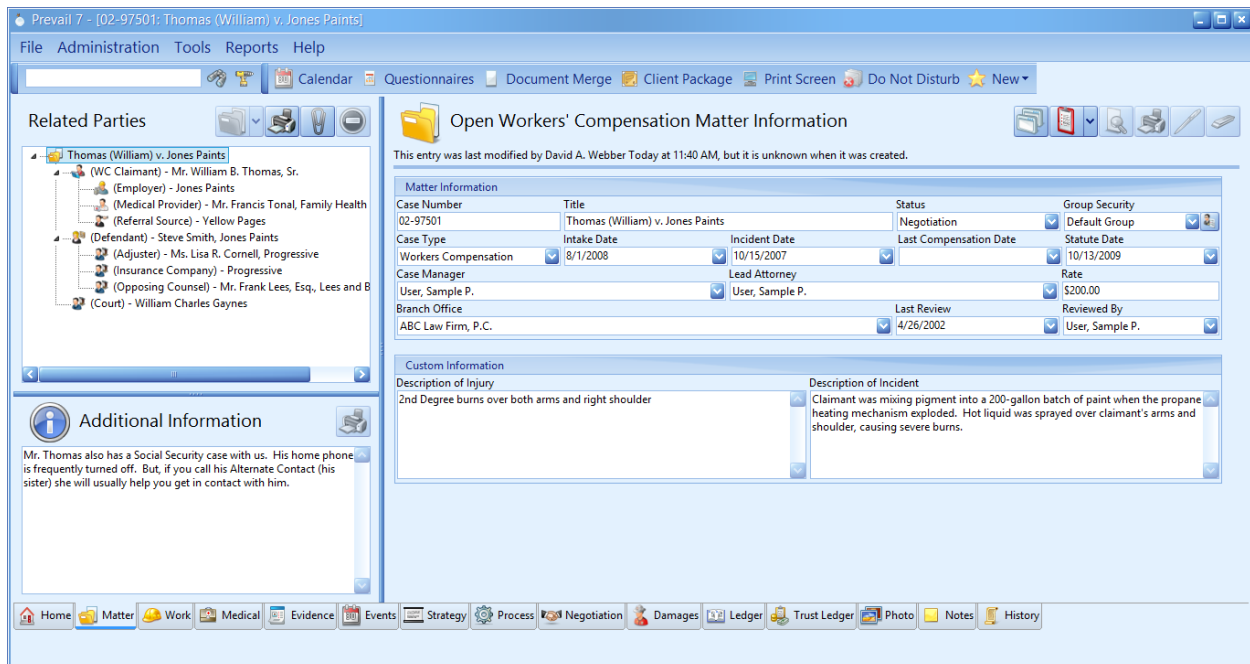 Prevail 7 - [02-97501: Thomas (William) v. Jones Paints]
File Administration Tools Reports Help
Calendar Questionnaires Document Merge Client Package Print Screen Do Not Disturb New
Related Parties
Thomas (William) v. Jones Paints
(WC Claimant) - Mr. William B. Thomas, Sr.
(Employer) - Jones Paints
(Medical Provider) - Mr. Francis Tonal, Family Health
(Referral Source) - Yellow Pages
(Defendant) - Steve Smith, Jones Paints
(Adjuster) - Ms. Lisa R. Cornell, Progressive
(Insurance Company) - Progressive
(Opposing Counsel) - Mr. Frank Lees, Esq., Lees and B
(Court) - William Charles Gaynes
Additional Information
Mr. Thomas also has a Social Security case with us. His home phone
is frequently turned off. But, if you call his Alternate Contact (his
sister) she will usually help you get in contact with him.
Open Workers' Compensation Matter Information
This entry was last modified by David A. Webber Today at 11:40 AM, but it is unknown when it was created.
Matter Information
Case Number Title Status Group Security
02-97501 Thomas (William) v. Jones Paints Negotiation Default Group
Case Type Intake Date Incident Date Last Compensation Date Statute Date
Workers Compensation 8/1/2008 10/15/2007 10/13/2009
Case Manager Lead Attorney Rate
User, Sample P. User, Sample P. $200.00
Branch Office Last Review Reviewed By
ABC Law Firm, P.C. 4/26/2002 User, Sample P.
Custom Information
Description of Injury
2nd Degree burns over both arms and right shoulder
Description of Incident
Claimant was mixing pigment into a 200-gallon batch of paint when the propane
heating mechanism exploded. Hot liquid was sprayed over claimant's arms and
shoulder, causing severe burns.
Home Matter Work Medical Evidence Events Strategy Process Negotiation Damages Ledger Trust Ledger Photo Notes History